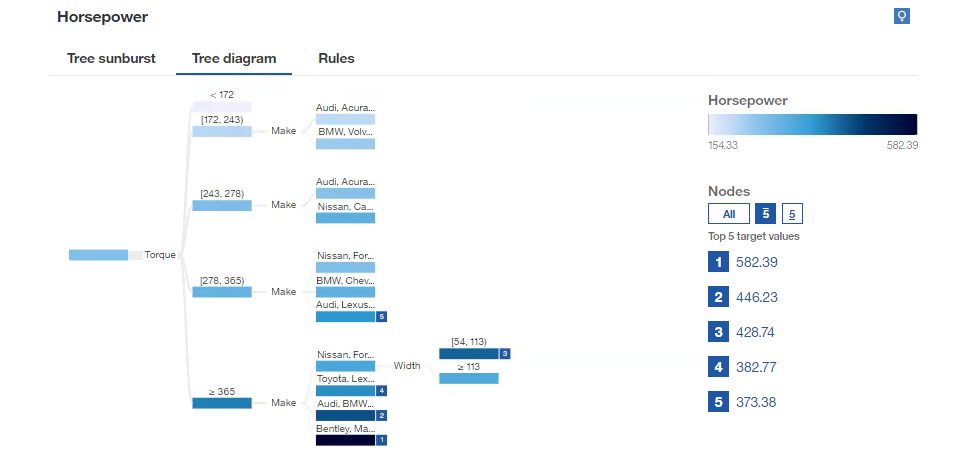 Horsepower
Tree sunburst
Tree diagram
Rules
Torque
< 172
[172, 243)
Make
Audi, Acura...
BMW, Volv...
[243, 278)
Make
Audi, Acura...
Nissan, Ca...
[278, 365)
Make
Nissan, For...
BMW, Chev...
Audi, Lexus...
5
≥ 365
Make
Nissan, For...
Width
[54, 113)
3
≥ 113
Toyota, Lex...
4
Audi, BMW...
2
Bentley, Ma...
1
Horsepower
154.33
582.39
Nodes
All
5
5
Top 5 target values
1 582.39
2 446.23
3 428.74
4 382.77
5 373.38